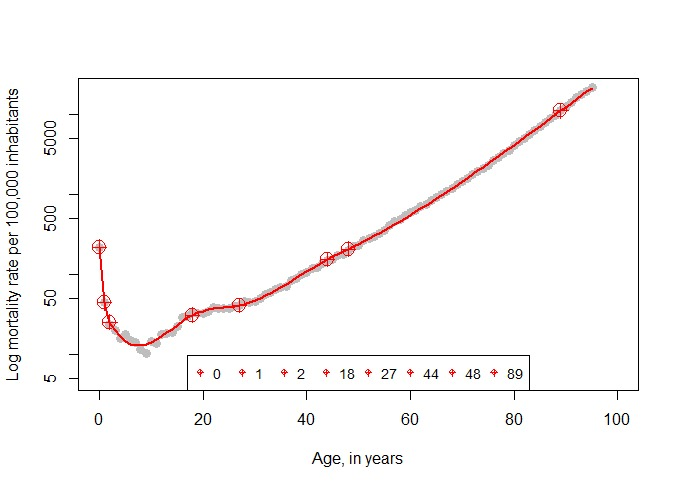 Log mortality rate per 100,000 inhabitants
5000
500
50
5
0 1 2 18 27 44 48 89
0 20 40 60 80 100
Age, in years